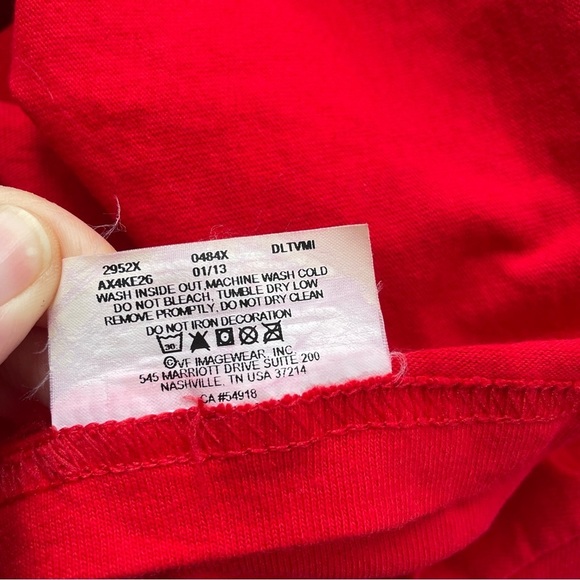 2952X 0484X DLTVMI
AX4KE26 01/13
WASH INSIDE OUT, MACHINE WASH COLD
DO NOT BLEACH, TUMBLE DRY LOW
REMOVE PROMPTLY, DO NOT DRY CLEAN
DO NOT IRON DECORATION
30
©VF IMAGEWEAR, INC.
545 MARRIOTT DRIVE SUITE 200
NASHVILLE, TN USA 37214
CA #54918